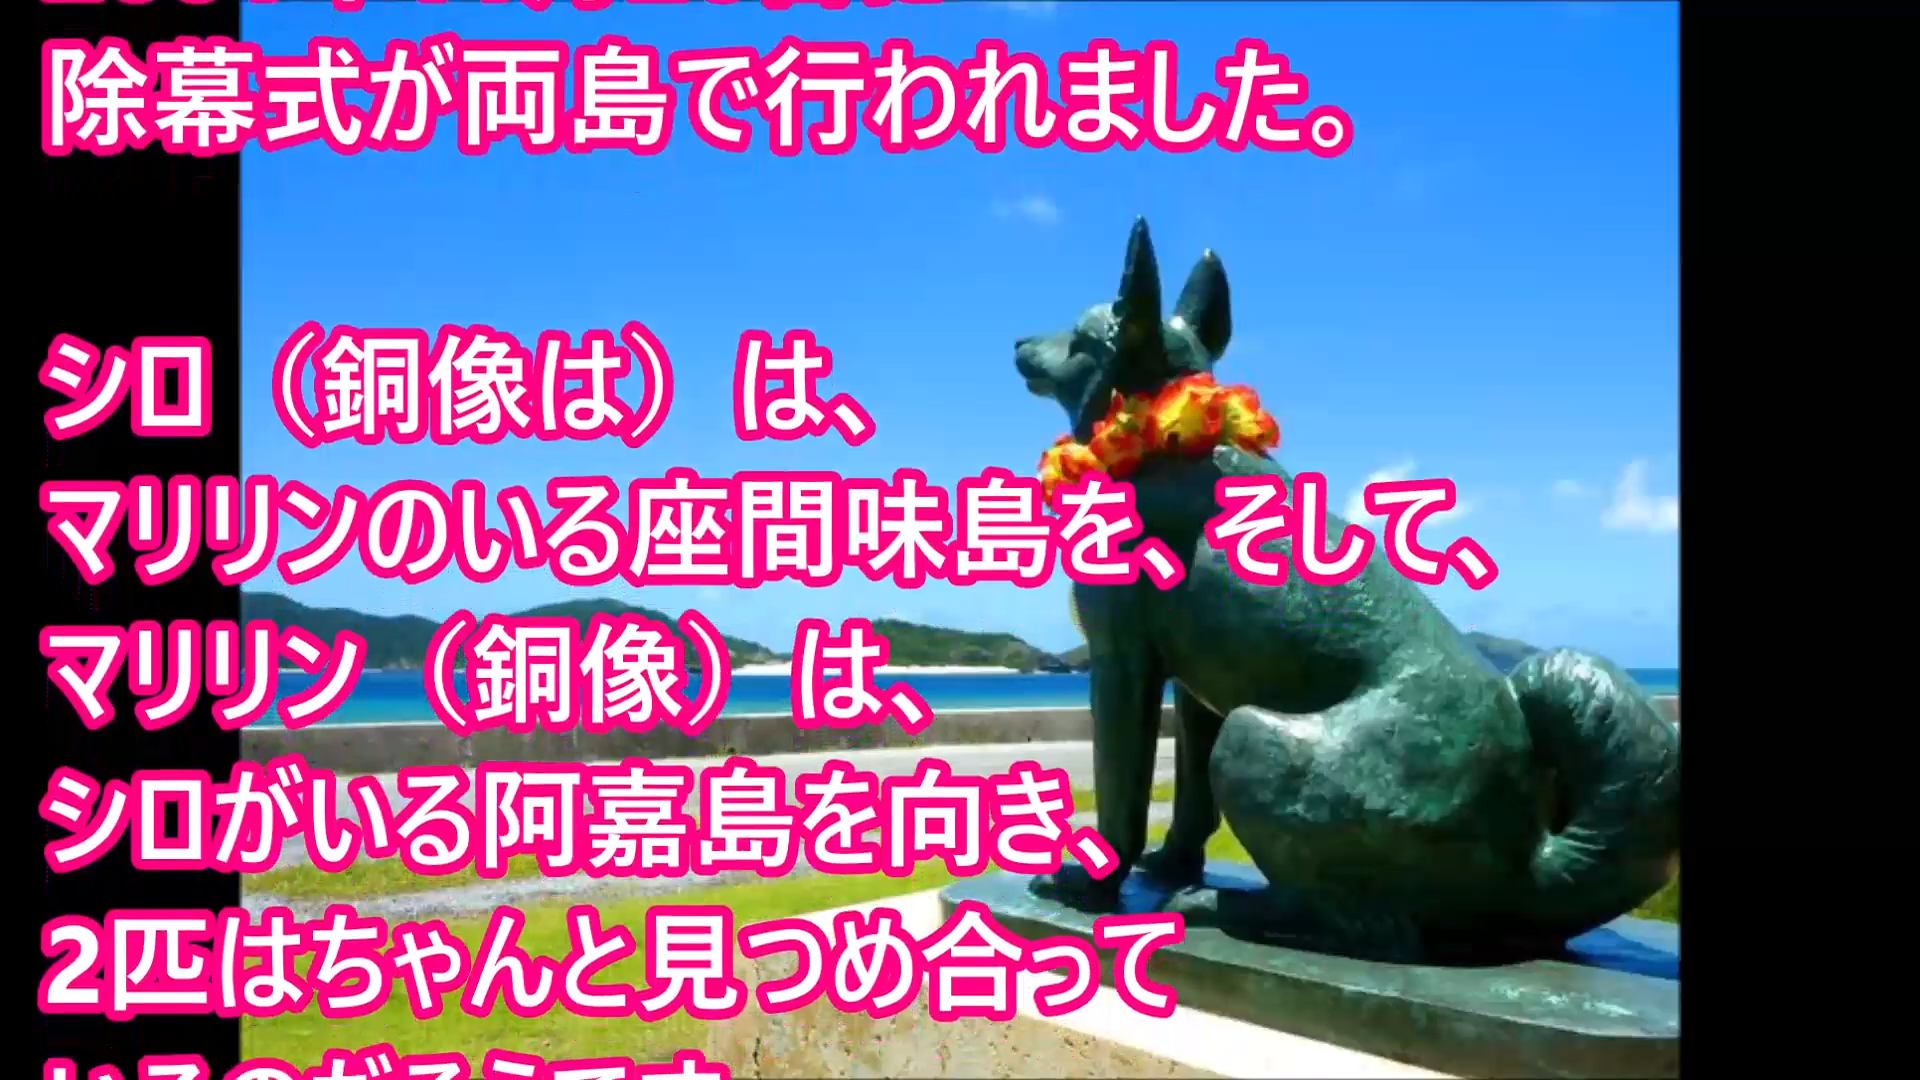 除幕式が両島で行われました。
シロ（銅像は）は、
マリリンのいる座間味島を、そして、
マリリン（銅像）は、
シロがいる阿嘉島を向き、
2匹はちゃんと見つめ合って